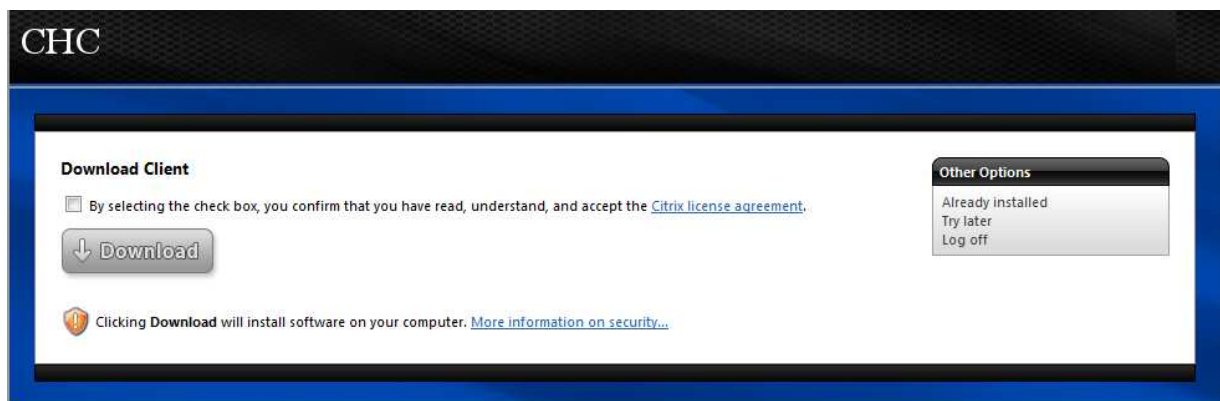 CHC
Download Client
By selecting the check box, you confirm that you have read, understand, and accept the Citrix license agreement.
Download
Clicking Download will install software on your computer. More information on security...
Other Options
Already installed
Try later
Log off